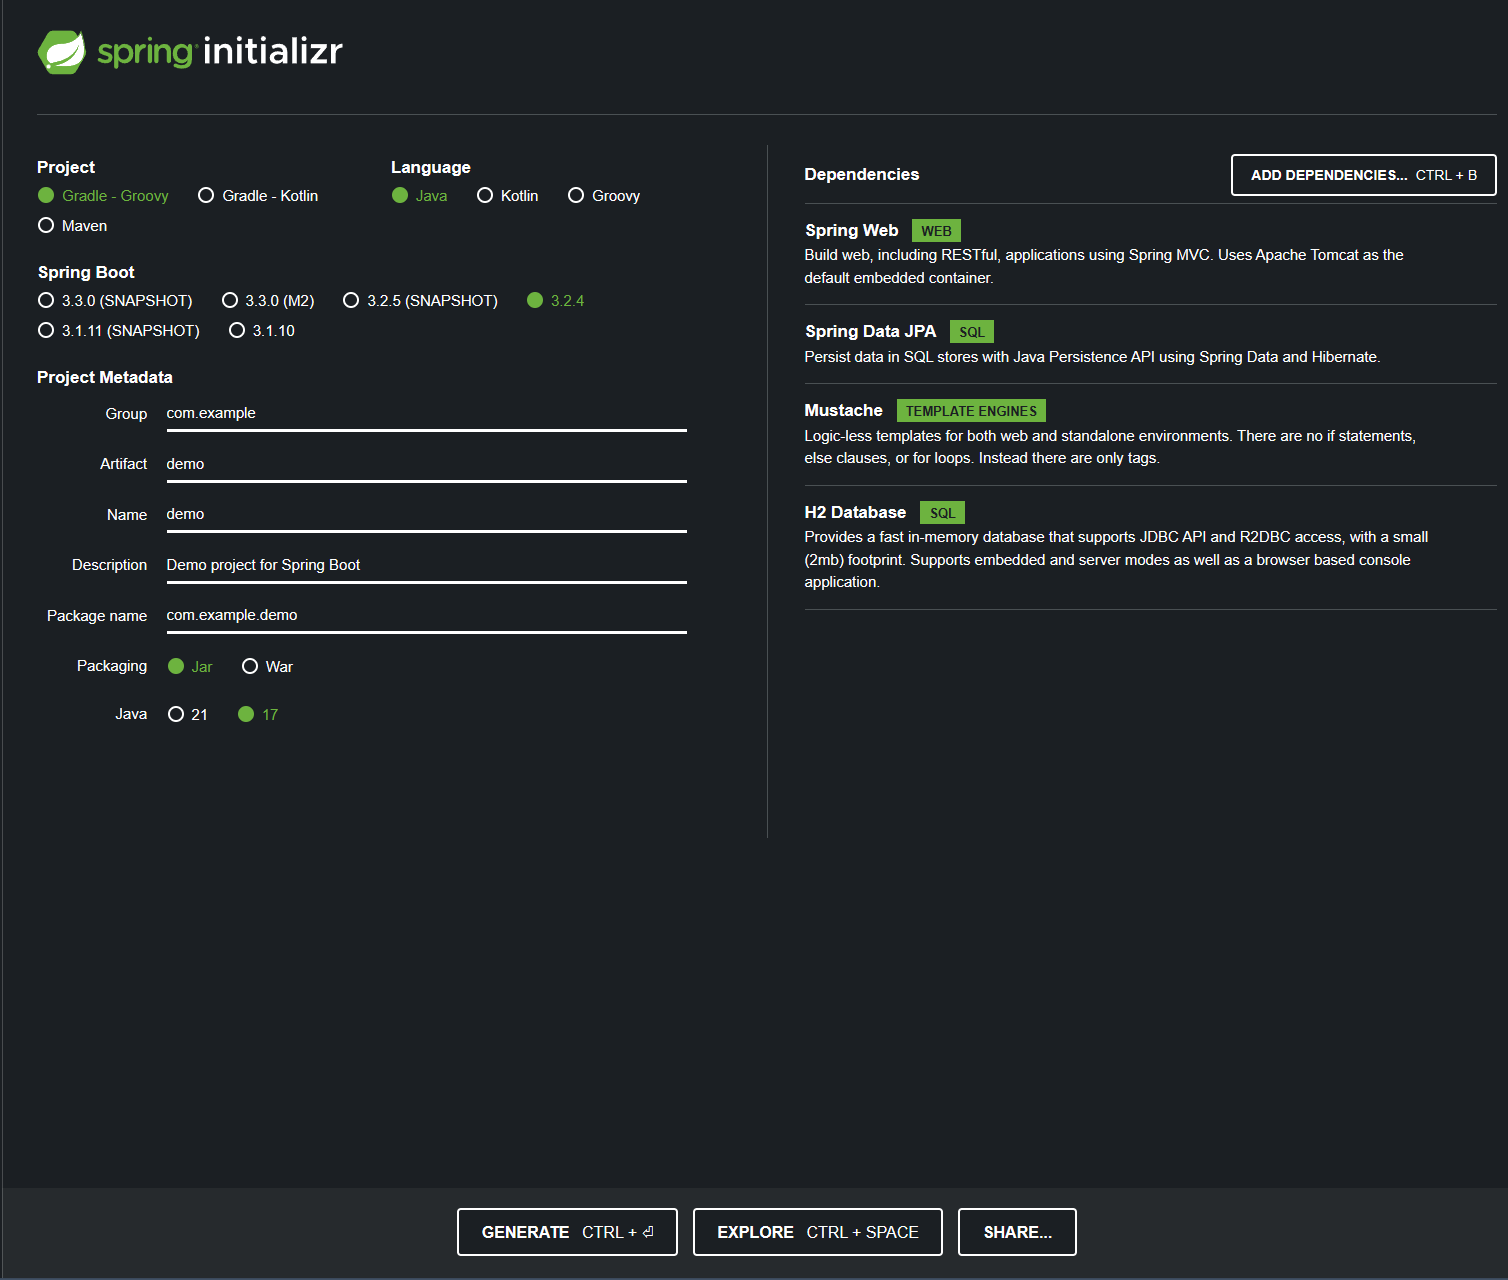 spring initializr
Project
Gradle - Groovy Gradle - Kotlin
Maven
Language
Java Kotlin Groovy
Spring Boot
3.3.0 (SNAPSHOT) 3.3.0 (M2) 3.2.5 (SNAPSHOT) 3.2.4
3.1.11 (SNAPSHOT) 3.1.10
Project Metadata
Group com.example
Artifact demo
Name demo
Description Demo project for Spring Boot
Package name com.example.demo
Packaging Jar War
Java 21 17
Dependencies
ADD DEPENDENCIES... CTRL + B
Spring Web WEB
Build web, including RESTful, applications using Spring MVC. Uses Apache Tomcat as the
default embedded container.
Spring Data JPA SQL
Persist data in SQL stores with Java Persistence API using Spring Data and Hibernate.
Mustache TEMPLATE ENGINES
Logic-less templates for both web and standalone environments. There are no if statements,
else clauses, or for loops. Instead there are only tags.
H2 Database SQL
Provides a fast in-memory database that supports JDBC API and R2DBC access, with a small
(2mb) footprint. Supports embedded and server modes as well as a browser based console
application.
GENERATE CTRL + ⏎
EXPLORE CTRL + SPACE
SHARE...